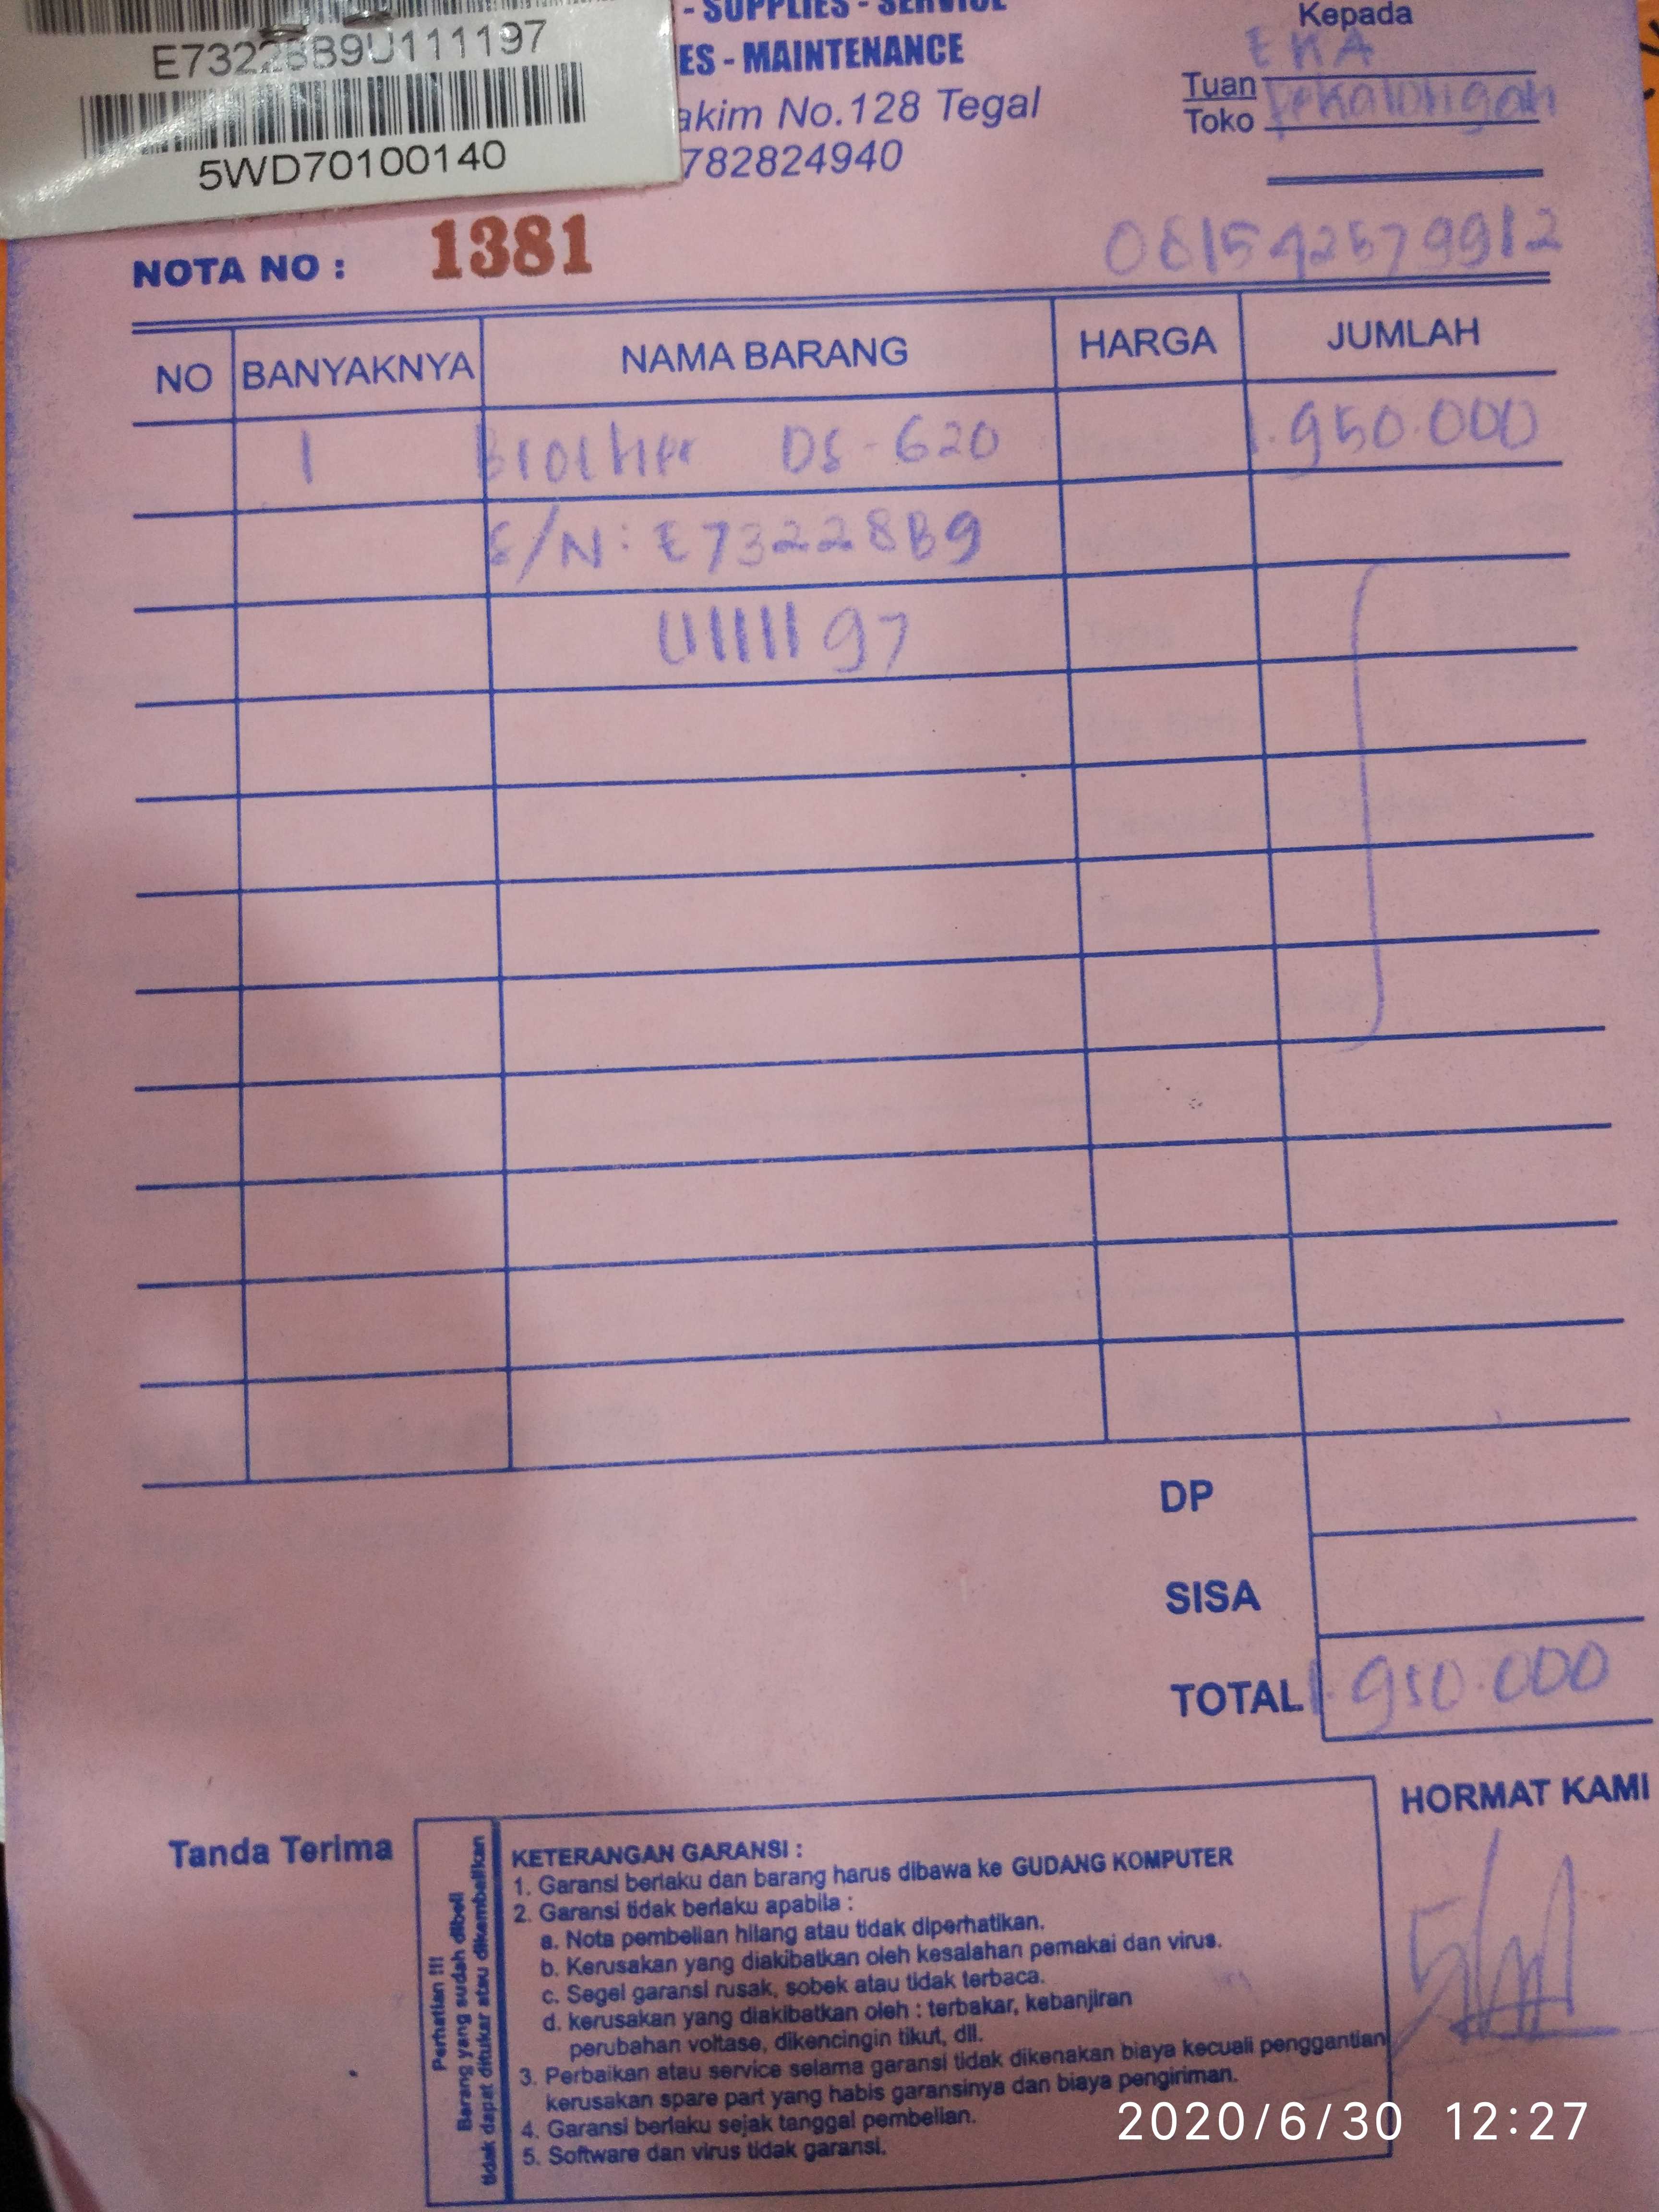 E73228B9U111197
5WD70100140
- SUPPLIES - SERVICE
ES - MAINTENANCE
akim No.128 Tegal
782824940
Kepada
EKA
Tuan
Toko Pekalongan
NOTA NO : 1381
081542579912
NO BANYAKNYA NAMA BARANG HARGA JUMLAH
1 Brother DS-620 1.950.000
S/N: E73228B9
U111197
DP
SISA
TOTAL 1.950.000
Tanda Terima
Perhatian !!!
Barang yang sudah dibeli
tidak dapat ditukar atau dikembalikan
KETERANGAN GARANSI :
1. Garansi berlaku dan barang harus dibawa ke GUDANG KOMPUTER
2. Garansi tidak berlaku apabila :
a. Nota pembelian hilang atau tidak diperhatikan.
b. Kerusakan yang diakibatkan oleh kesalahan pemakai dan virus.
c. Segel garansi rusak, sobek atau tidak terbaca.
d. kerusakan yang diakibatkan oleh : terbakar, kebanjiran
perubahan voltase, dikencingin tikut, dll.
3. Perbaikan atau service selama garansi tidak dikenakan biaya kecuali penggantian
kerusakan spare part yang habis garansinya dan biaya pengiriman.
4. Garansi berlaku sejak tanggal pembelian.
5. Software dan virus tidak garansi.
HORMAT KAMI
2020/6/30 12:27